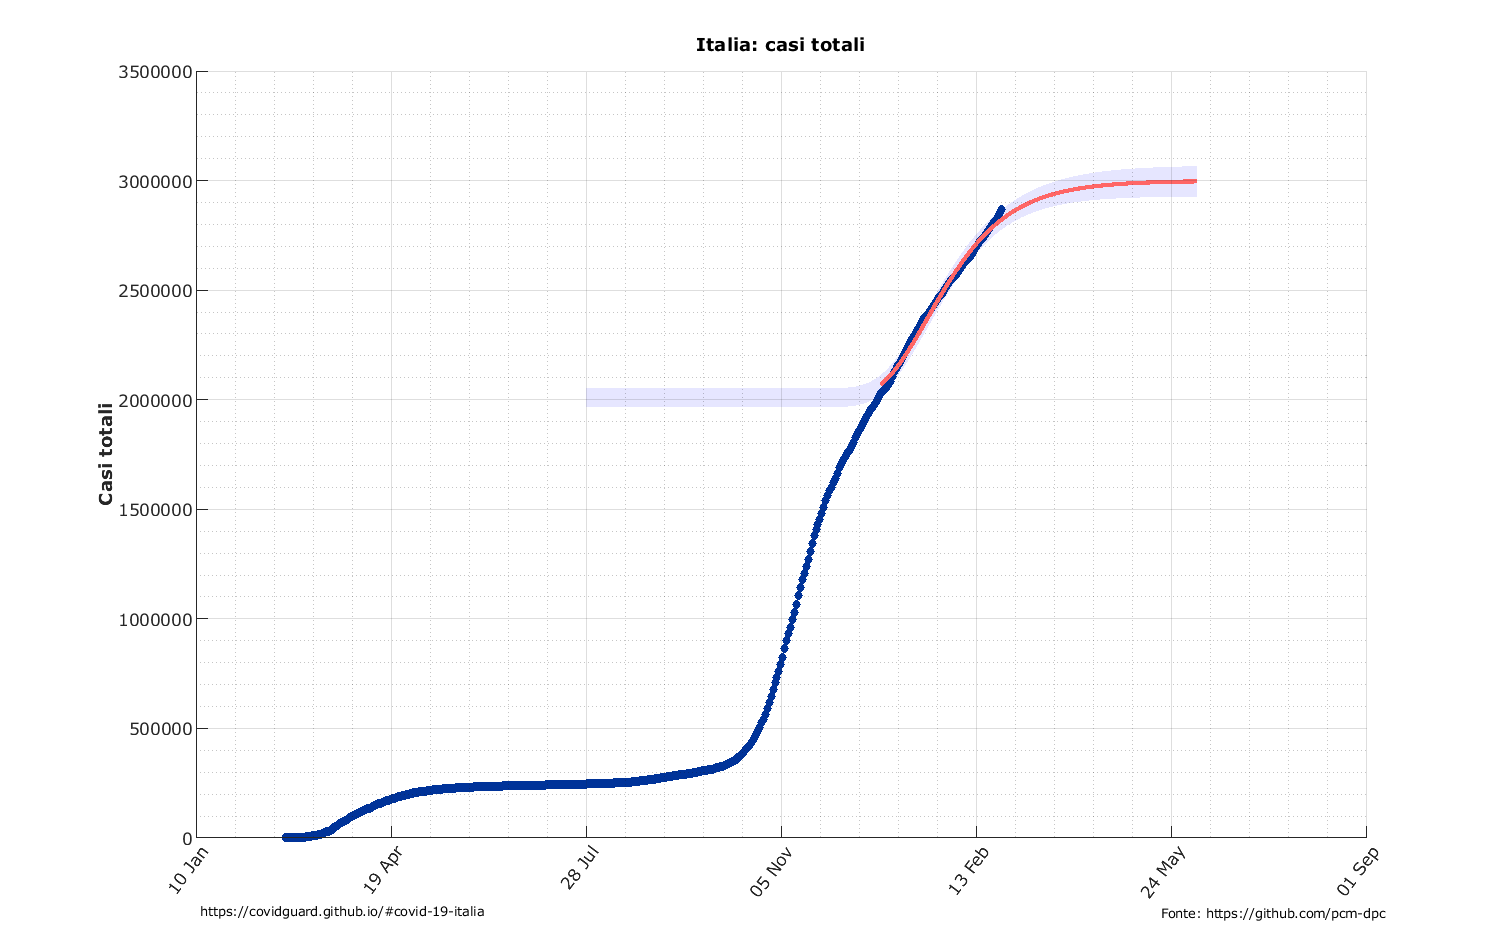 Italia: casi totali
3500000
3000000
2500000
2000000
1500000
1000000
500000
0
Casi totali
10 Jan
19 Apr
28 Jul
05 Nov
13 Feb
24 May
01 Sep
https://covidguard.github.io/#covid-19-italia
Fonte: https://github.com/pcm-dpc